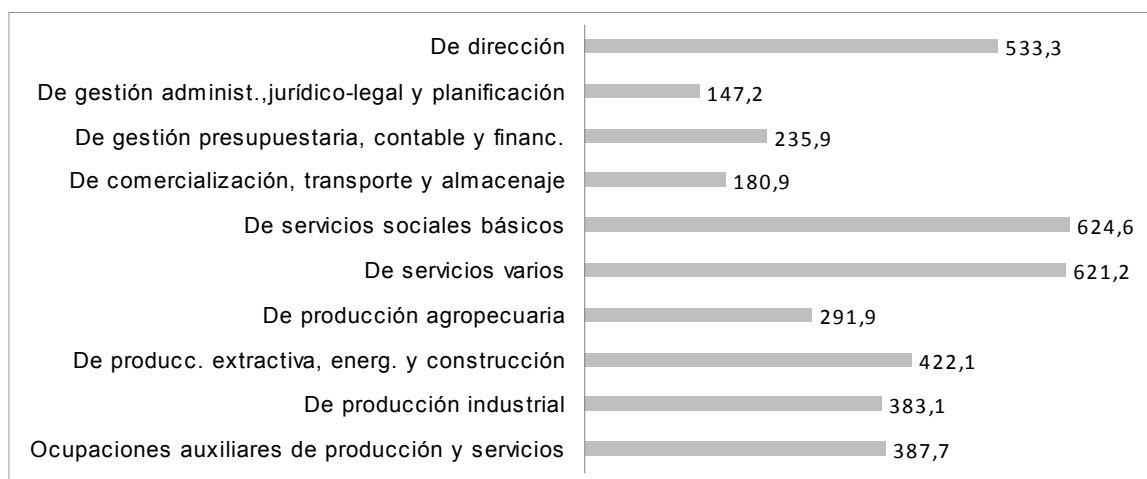 De dirección 533,3
De gestión administ.,jurídico-legal y planificación 147,2
De gestión presupuestaria, contable y financ. 235,9
De comercialización, transporte y almacenaje 180,9
De servicios sociales básicos 624,6
De servicios varios 621,2
De producción agropecuaria 291,9
De producc. extractiva, energ. y construcción 422,1
De producción industrial 383,1
Ocupaciones auxiliares de producción y servicios 387,7